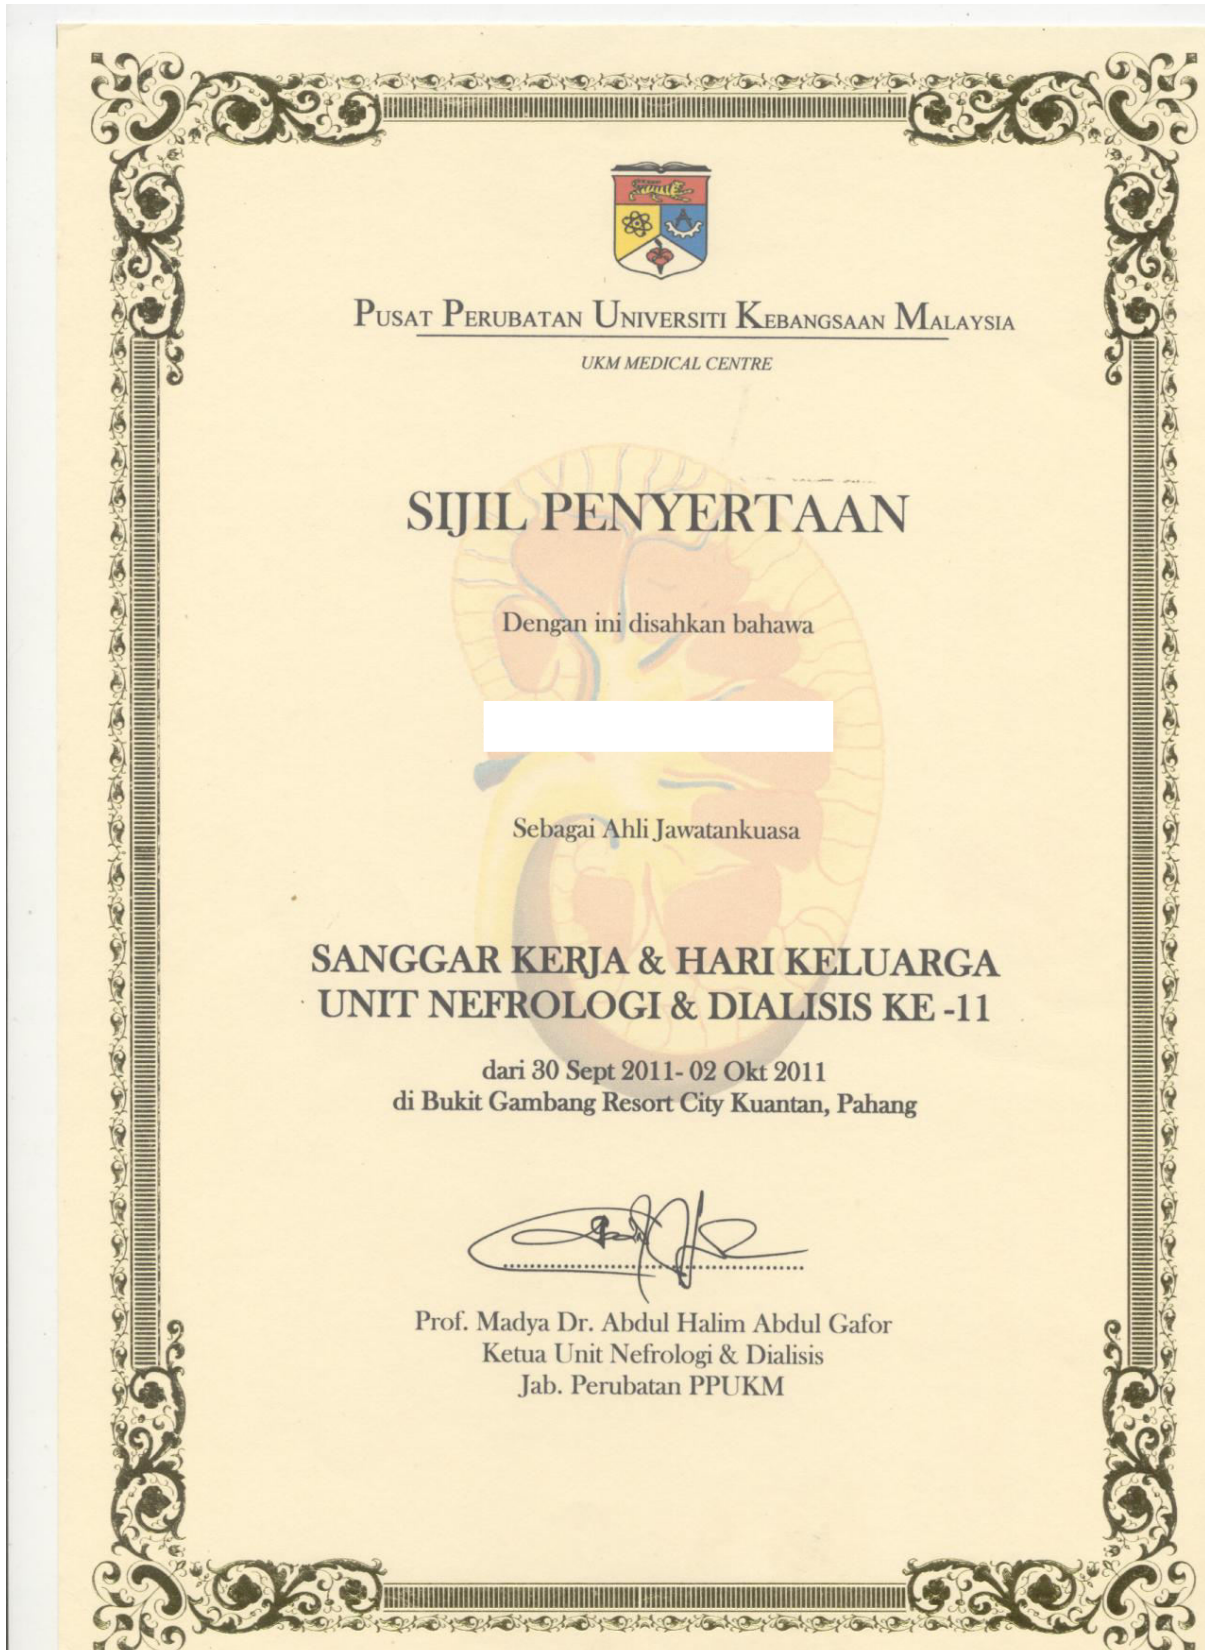 PUSAT PERUBATAN UNIVERSITI KEBANGSAAN MALAYSIA
UKM MEDICAL CENTRE
SIJIL PENYERTAAN
Dengan ini disahkan bahawa
Sebagai Ahli Jawatankuasa
SANGGAR KERJA & HARI KELUARGA
UNIT NEFROLOGI & DIALISIS KE -11
dari 30 Sept 2011- 02 Okt 2011
di Bukit Gambang Resort City Kuantan, Pahang
Prof. Madya Dr. Abdul Halim Abdul Gafor
Ketua Unit Nefrologi & Dialisis
Jab. Perubatan PPUKM